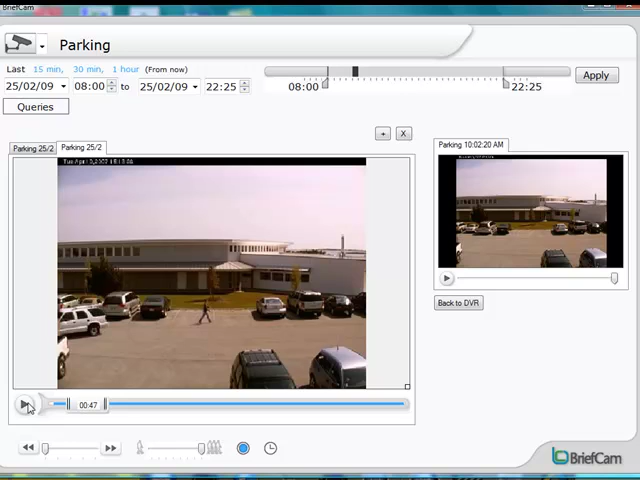 BriefCam
Parking
Last 15 min, 30 min, 1 hour (From now)
25/02/09 08:00 to 25/02/09 22:25
08:00 22:25
Apply
Queries
+ X
Parking 25/2 Parking 25/2
Parking 10:02:20 AM
Back to DVR
00:47
BriefCam